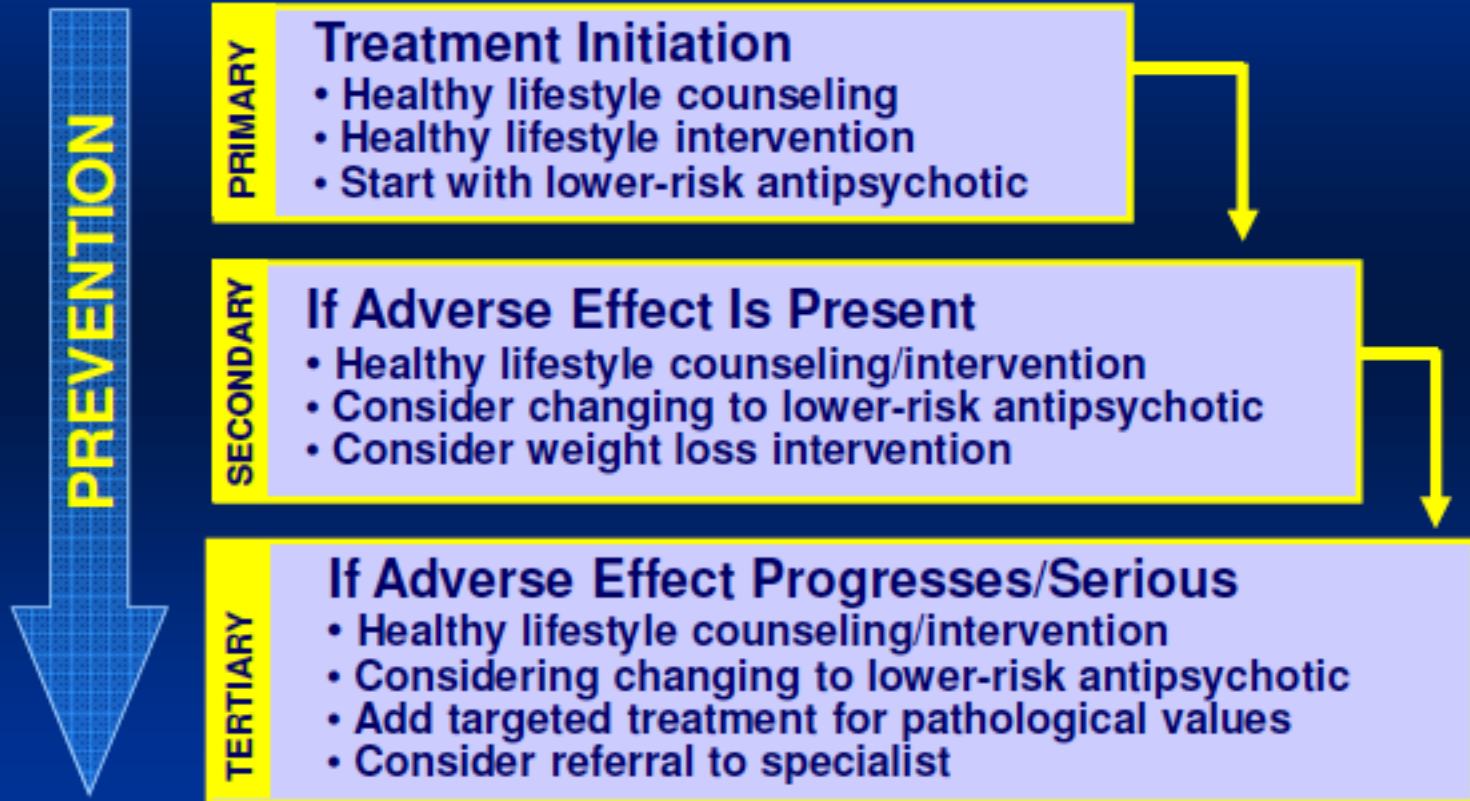 PREVENTION
PRIMARY
Treatment Initiation
• Healthy lifestyle counseling
• Healthy lifestyle intervention
• Start with lower-risk antipsychotic
SECONDARY
If Adverse Effect Is Present
• Healthy lifestyle counseling/intervention
• Consider changing to lower-risk antipsychotic
• Consider weight loss intervention
TERTIARY
If Adverse Effect Progresses/Serious
• Healthy lifestyle counseling/intervention
• Considering changing to lower-risk antipsychotic
• Add targeted treatment for pathological values
• Consider referral to specialist